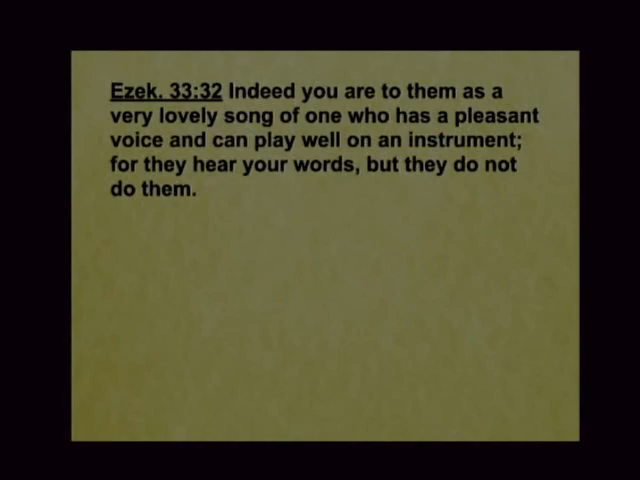 Ezek. 33:32 Indeed you are to them as a
very lovely song of one who has a pleasant
voice and can play well on an instrument;
for they hear your words, but they do not
do them.